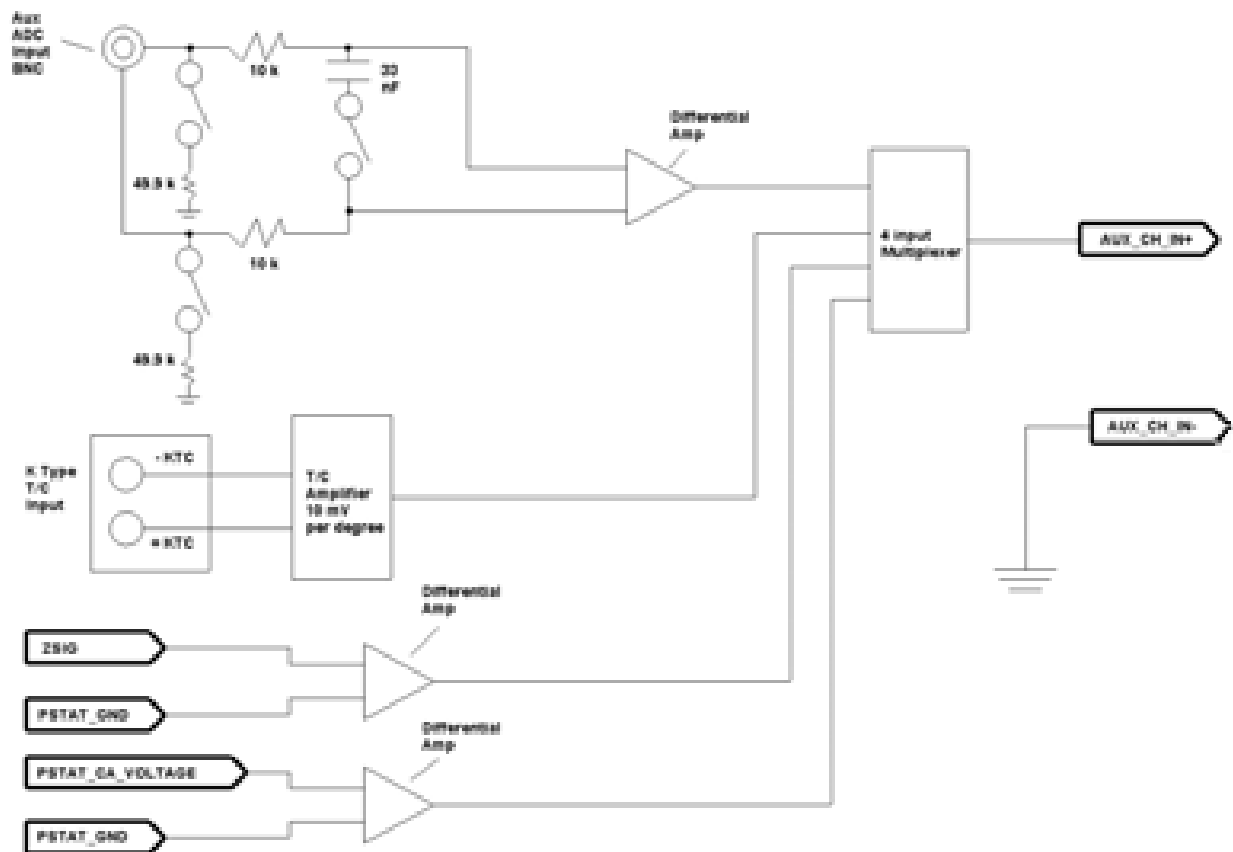 Aux
ADC
Input
BNC
10 k
33
nF
49.9 k
10 k
49.9 k
Differential
Amp
4 input
Multiplexer
AUX_CH_IN+
AUX_CH_IN-
K Type
T/C
Input
- KTC
+ KTC
T/C
Amplifier
10 mV
per degree
Differential
Amp
ZSIG
PSTAT_GND
Differential
Amp
PSTAT_CA_VOLTAGE
PSTAT_GND